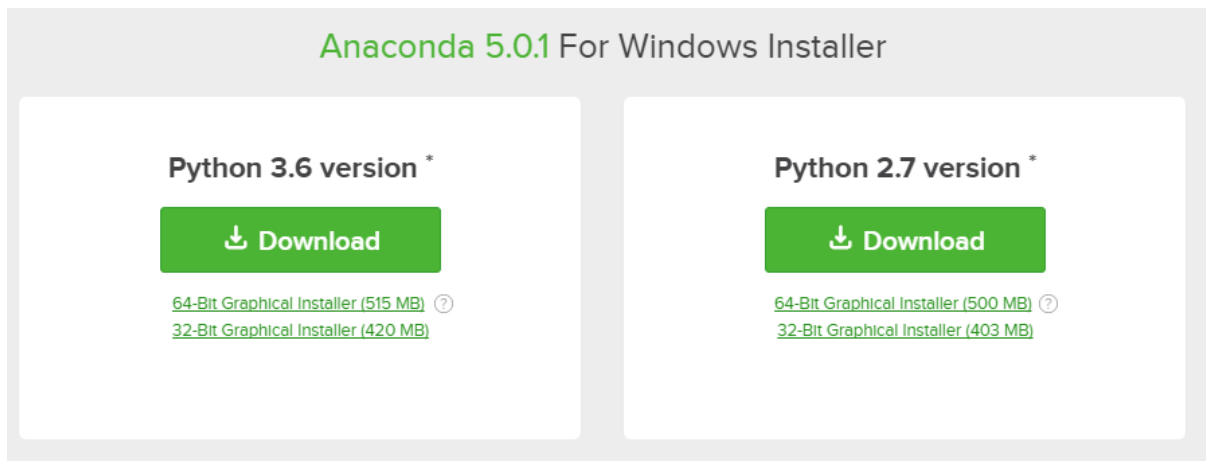 Anaconda 5.0.1 For Windows Installer
Python 3.6 version *
Download
64-Bit Graphical Installer (515 MB) ?
32-Bit Graphical Installer (420 MB)
Python 2.7 version *
Download
64-Bit Graphical Installer (500 MB) ?
32-Bit Graphical Installer (403 MB)